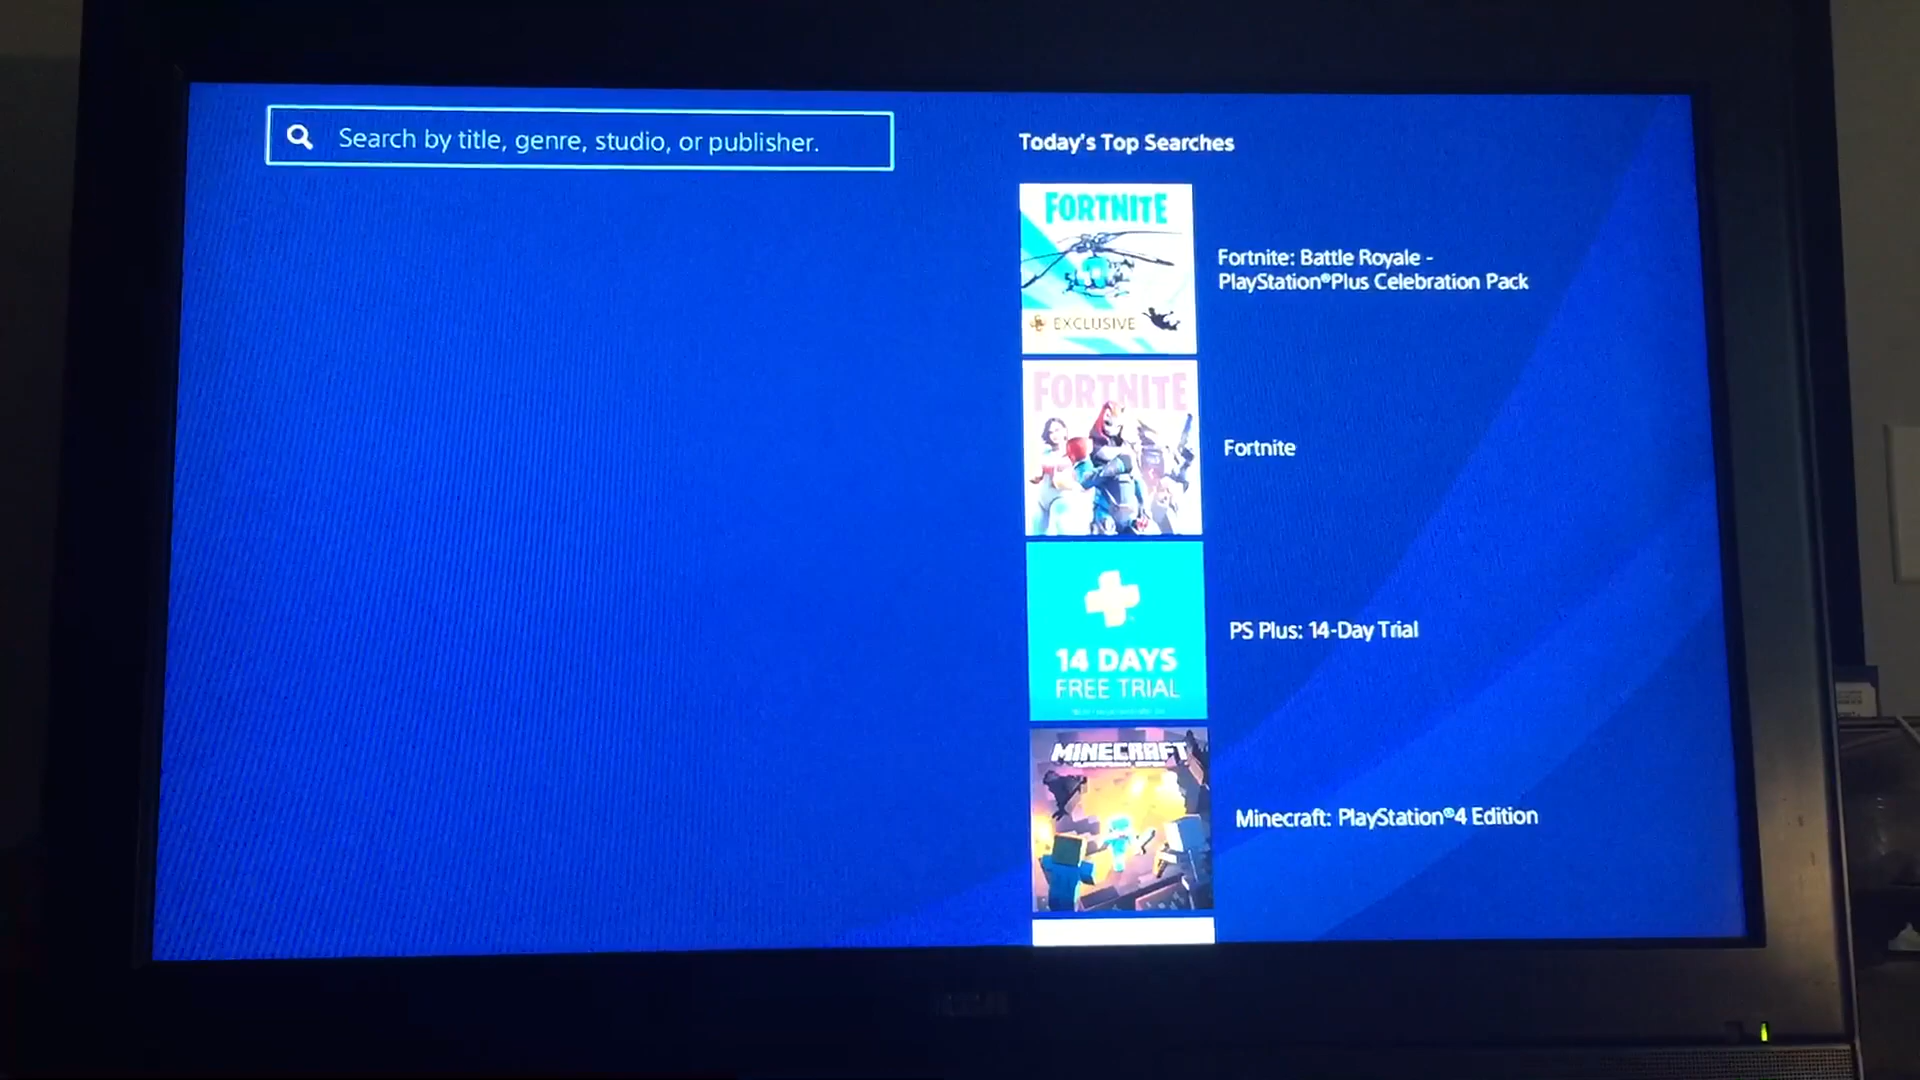 Search by title, genre, studio, or publisher.
Today's Top Searches
FORTNITE
EXCLUSIVE
Fortnite: Battle Royale -
PlayStation®Plus Celebration Pack
FORTNITE
Fortnite
14 DAYS
FREE TRIAL
PS Plus: 14-Day Trial
MINECRAFT
Minecraft: PlayStation®4 Edition